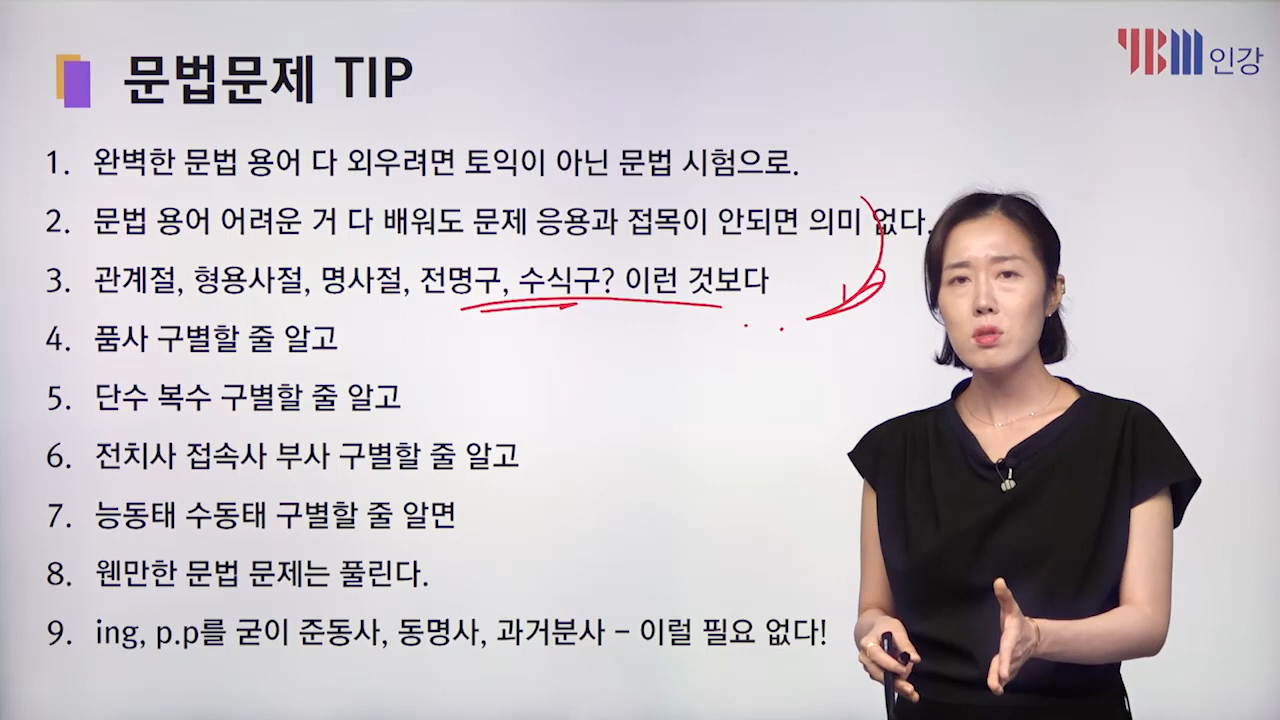 YBM 인강
문법문제 TIP
1. 완벽한 문법 용어 다 외우려면 토익이 아닌 문법 시험으로.
2. 문법 용어 어려운 거 다 배워도 문제 응용과 접목이 안되면 의미 없다.
3. 관계절, 형용사절, 명사절, 전명구, 수식구? 이런 것보다
4. 품사 구별할 줄 알고
5. 단수 복수 구별할 줄 알고
6. 전치사 접속사 부사 구별할 줄 알고
7. 능동태 수동태 구별할 줄 알면
8. 웬만한 문법 문제는 풀린다.
9. ing, p.p를 굳이 준동사, 동명사, 과거분사 – 이럴 필요 없다!